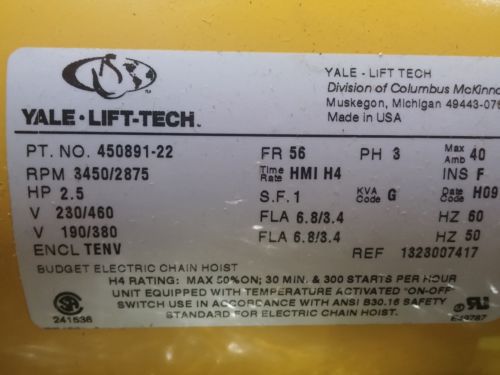 YALE - LIFT TECH
Division of Columbus McKinno
Muskegon, Michigan 49443-079
Made in USA
YALE·LIFT-TECH
PT. NO. 450891-22 FR 56 PH 3 Max Amb 40
RPM 3450/2875 Time Rate HMI H4 INS F
HP 2.5 S.F. 1 KVA Code G Date Code H09
V 230/460 FLA 6.8/3.4 HZ 60
V 190/380 FLA 6.8/3.4 HZ 50
ENCL TENV REF 1323007417
BUDGET ELECTRIC CHAIN HOIST
H4 RATING: MAX 50% ON; 30 MIN. & 300 STARTS PER HOUR
UNIT EQUIPPED WITH TEMPERATURE ACTIVATED "ON-OFF"
SWITCH USE IN ACCORDANCE WITH ANSI B30.16 SAFETY
STANDARD FOR ELECTRIC CHAIN HOIST.
241536